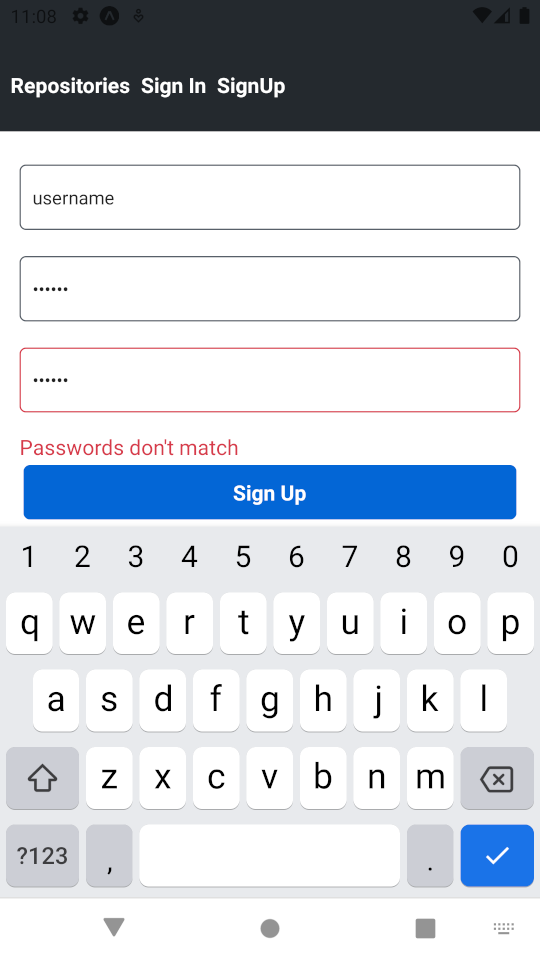 11:08
Repositories Sign In SignUp
username
••••••
••••••
Passwords don't match
Sign Up
1 2 3 4 5 6 7 8 9 0
q w e r t y u i o p
a s d f g h j k l
z x c v b n m
?123 , .